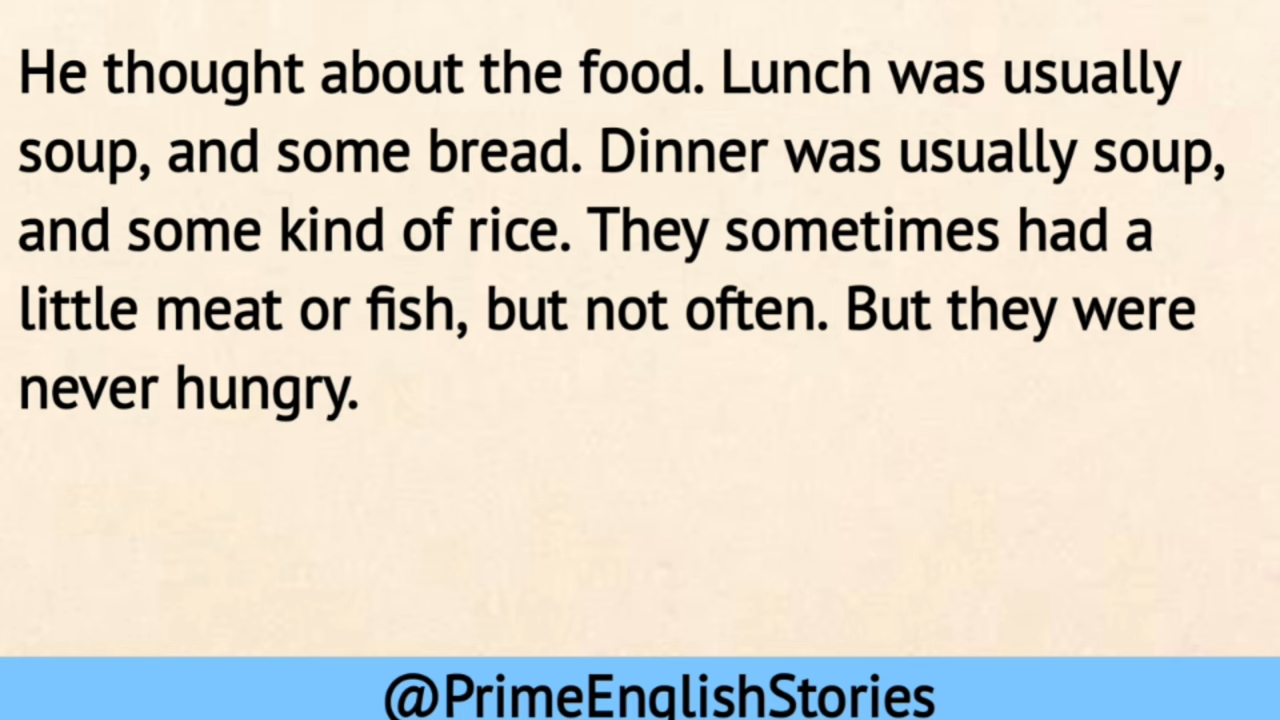 He thought about the food. Lunch was usually
soup, and some bread. Dinner was usually soup,
and some kind of rice. They sometimes had a
little meat or fish, but not often. But they were
never hungry.
@PrimeEnglishStories